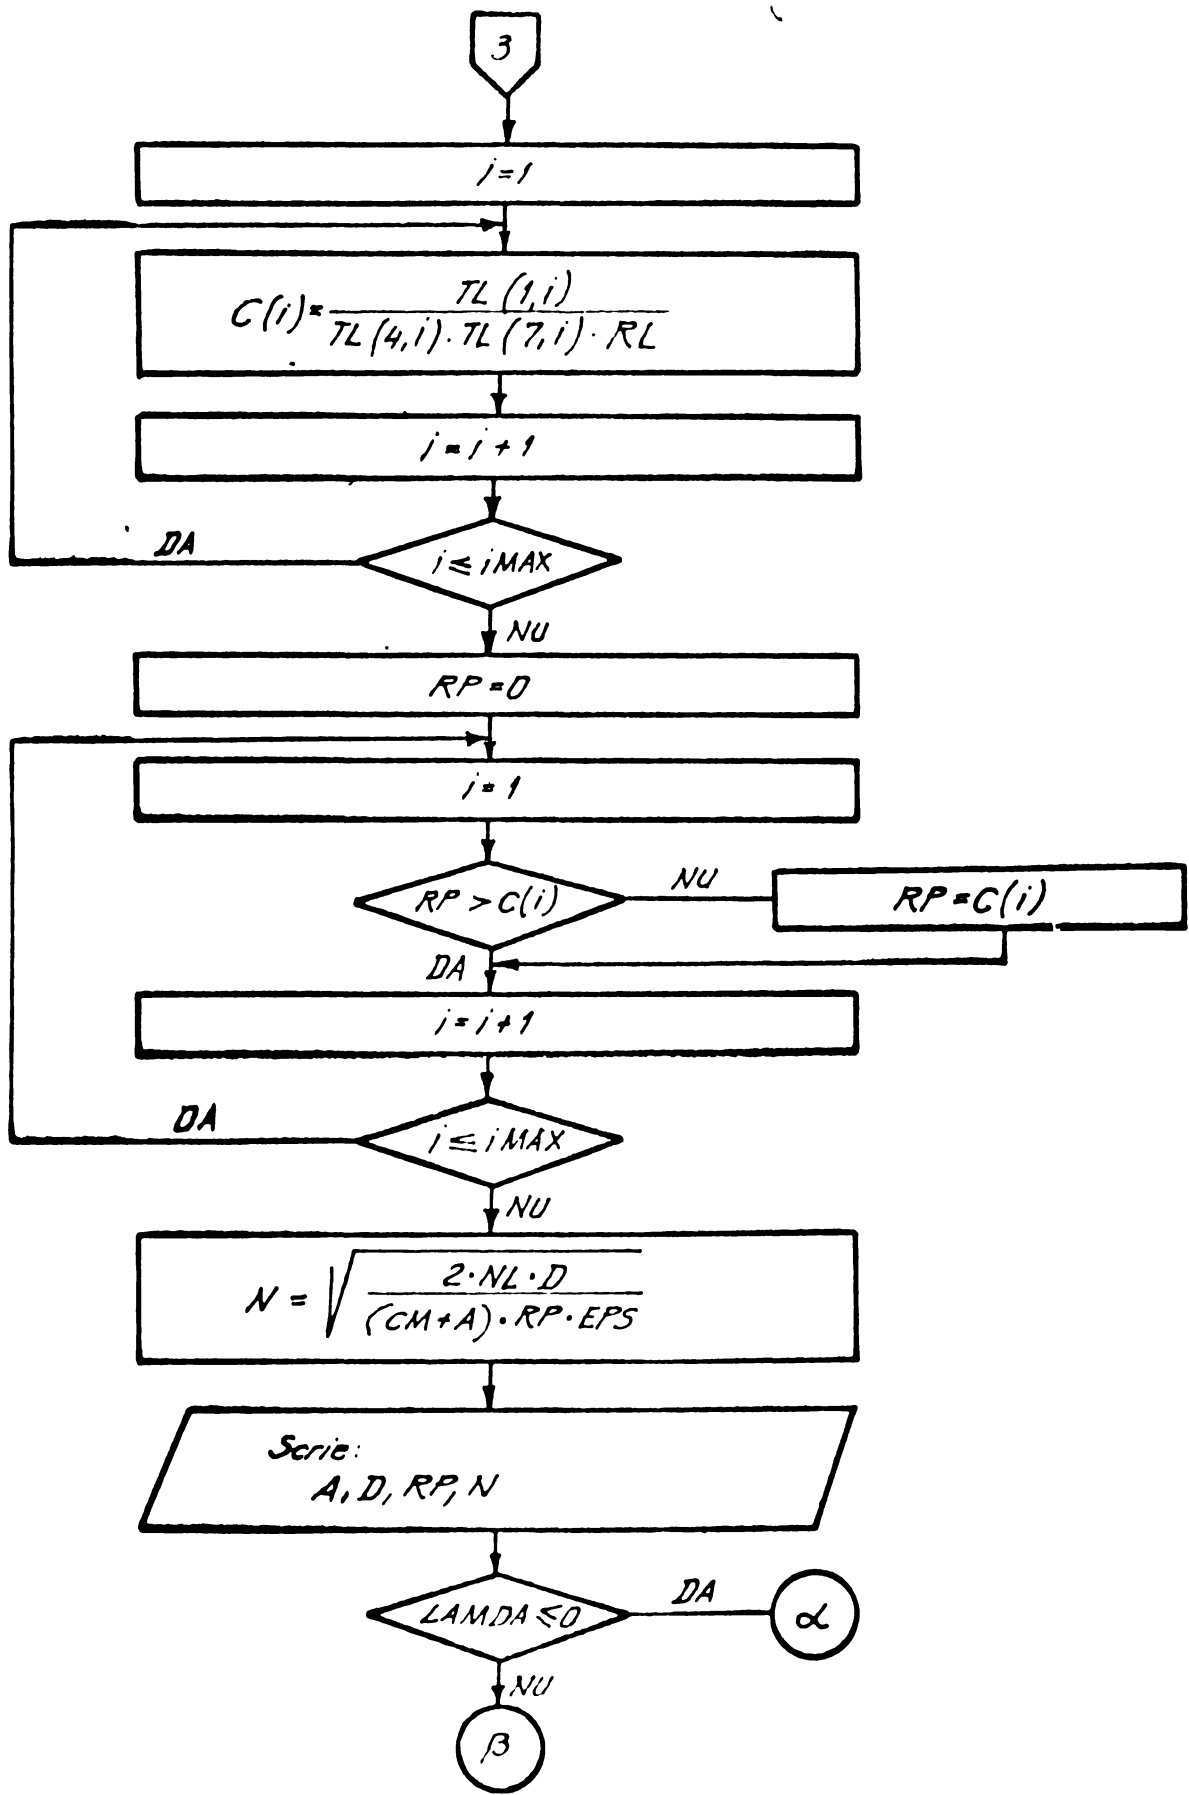 3
i=1
C(i)=TL(1,i)
TL(4,i)·TL(7,i)·RL
i=i+1
DA
i≤iMAX
NU
RP=0
i=1
RP>C(i)
NU
RP=C(i)
DA
i=i+1
DA
i≤iMAX
NU
N=√2·NL·D
(CM+A)·RP·EPS
Scrie:
A, D, RP, N
LAMDA≤0
DA
α
NU
β